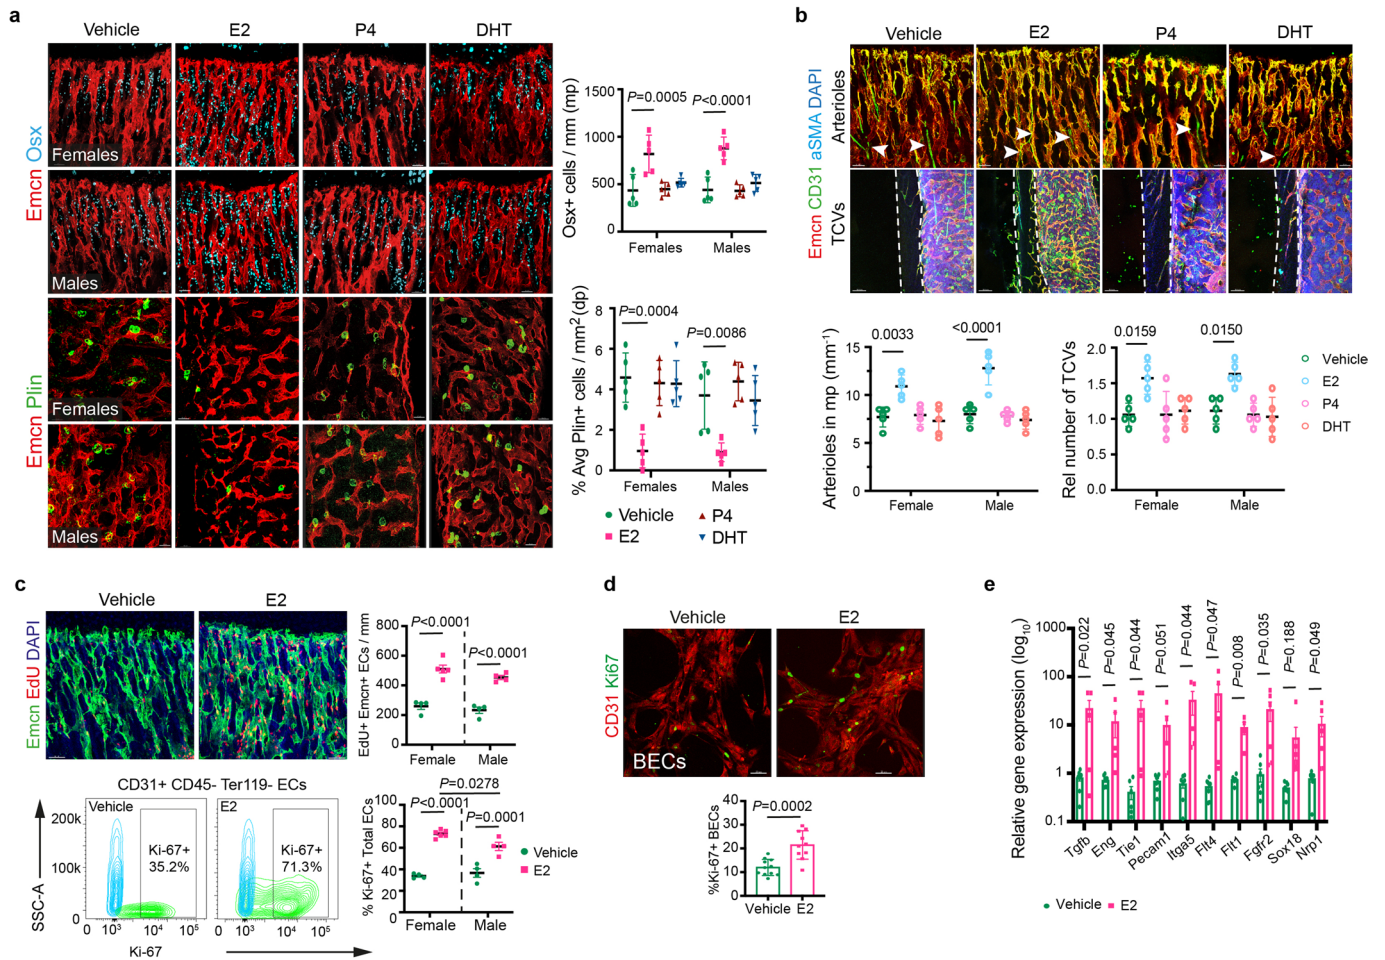 a
Vehicle E2 P4 DHT
Emcn Osx
Females
Males
Emcn Plin
Females
Males
Osx+ cells / mm (mp)
1500
1000
500
0
P=0.0005 P<0.0001
Females Males
% Avg Plin+ cells / mm² (dp)
8
6
4
2
0
P=0.0004
P=0.0086
Females Males
Vehicle P4
E2 DHT
b
Vehicle E2 P4 DHT
Emcn CD31 aSMA DAPI
Arterioles
TCVs
Arterioles in mp (mm⁻¹)
15
10
5
0
0.0033 <0.0001
Female Male
Rel number of TCVs
2.0
1.5
1.0
0.5
0.0
0.0159 0.0150
Female Male
Vehicle
E2
P4
DHT
c
Vehicle E2
Emcn EdU DAPI
EdU+ Emcn+ ECs / mm
800
600
400
200
0
P<0.0001
P<0.0001
Female Male
CD31+ CD45- Ter119- ECs
Vehicle E2
SSC-A
200k
100k
0
Ki-67+
35.2%
Ki-67+
71.3%
0 10³ 10⁴ 10⁵ 0 10³ 10⁴ 10⁵
Ki-67
% Ki-67+ Total ECs
100
80
60
40
20
0
P=0.0278
P<0.0001
P=0.0001
Female Male
Vehicle
E2
d
Vehicle E2
CD31 Ki67
BECs
%Ki-67+ BECs
40
30
20
10
0
P=0.0002
Vehicle E2
e
Relative gene expression (log₁₀)
1000
100
10
1
0.1
P=0.022
P=0.045
P=0.044
P=0.051
P=0.044
P=0.047
P=0.008
P=0.035
P=0.188
P=0.049
Tgfb
Eng
Tie1
Pecam1
Itga5
Flt4
Flt1
Fgfr2
Sox18
Nrp1
Vehicle E2